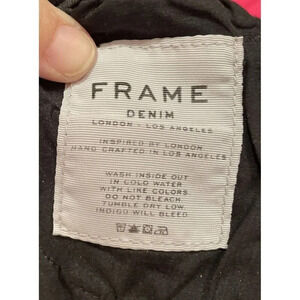 FRAME
DENIM
LONDON - LOS ANGELES
INSPIRED BY LONDON
HAND CRAFTED IN LOS ANGELES
WASH INSIDE OUT
IN COLD WATER
WITH LIKE COLORS
DO NOT BLEACH.
TUMBLE DRY LOW
INDIGO WILL BLEED